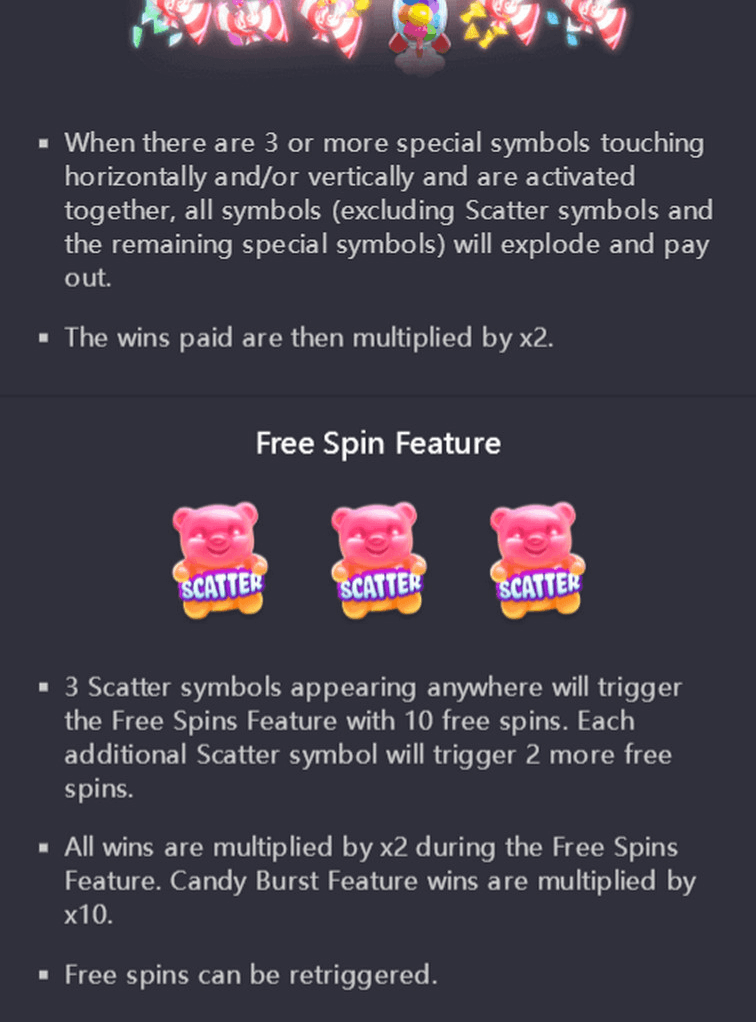 ▪ When there are 3 or more special symbols touching
horizontally and/or vertically and are activated
together, all symbols (excluding Scatter symbols and
the remaining special symbols) will explode and pay
out.
▪ The wins paid are then multiplied by x2.
Free Spin Feature
SCATTER SCATTER SCATTER
▪ 3 Scatter symbols appearing anywhere will trigger
the Free Spins Feature with 10 free spins. Each
additional Scatter symbol will trigger 2 more free
spins.
▪ All wins are multiplied by x2 during the Free Spins
Feature. Candy Burst Feature wins are multiplied by
x10.
▪ Free spins can be retriggered.